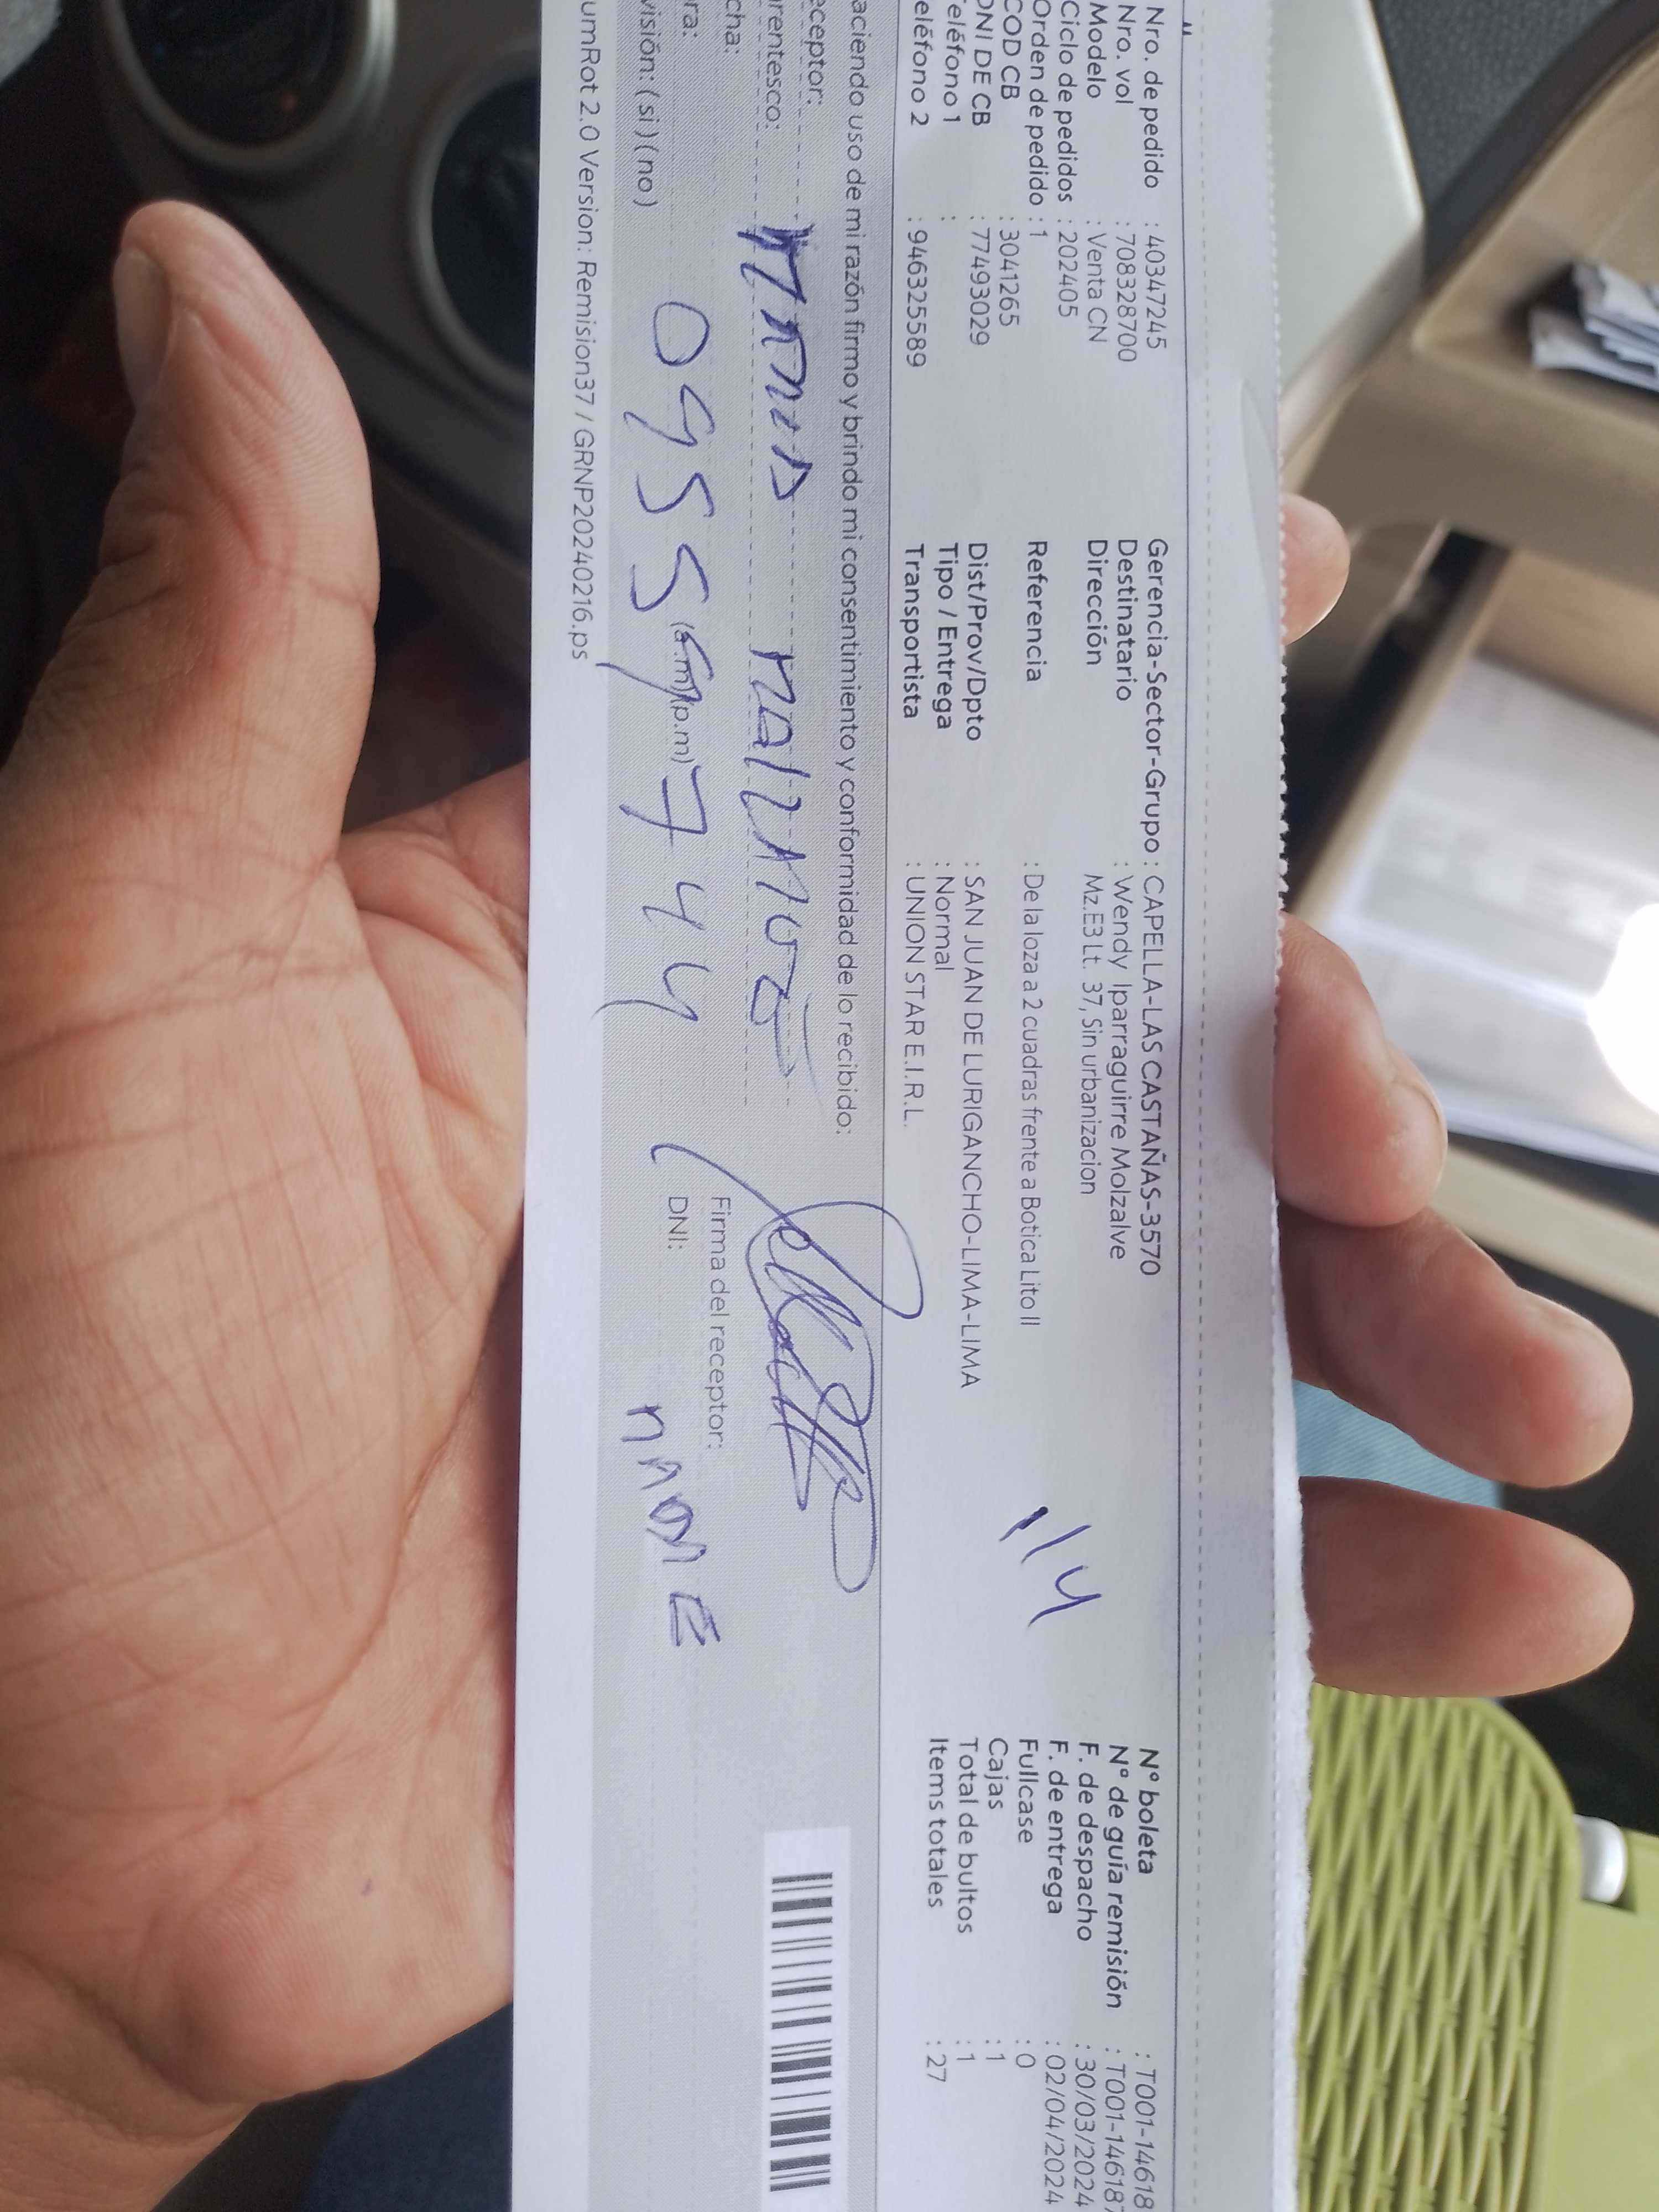 Nro. de pedido : 40347245
Nro. vol : 708328700
Modelo : Venta CN
Ciclo de pedidos : 202405
Orden de pedido : 1
COD CB : 3041265
DNI DE CB : 77493029
eléfono 1 :
eléfono 2 : 946325589
Gerencia-Sector-Grupo : CAPELLA-LAS CASTAÑAS-3570
Destinatario : Wendy Iparraguirre Molzalve
Dirección Mz.E3 Lt. 37, Sin urbanizacion
Referencia : De la loza a 2 cuadras frente a Botica Lito II
Dist/Prov/Dpto : SAN JUAN DE LURIGANCHO-LIMA-LIMA
Tipo / Entrega : Normal
Transportista : UNION STAR E.I.R.L.
1/4
N° boleta : T001-14618
N° de guía remisión : T001-146187
F. de despacho : 30/03/2024
F. de entrega : 02/04/2024
Fullcase : 0
Cajas : 1
Total de bultos : 1
Items totales : 27
aciendo uso de mi razón firmo y brindo mi consentimiento y conformidad de lo recibido:
eceptor:
arentesco:
cha:
ra: 09559744 (a.m) (p.m)
visión: ( si ) ( no )
Firma del receptor:
DNI:
umRot 2.0 Version: Remision37 / GRNP20240216.ps